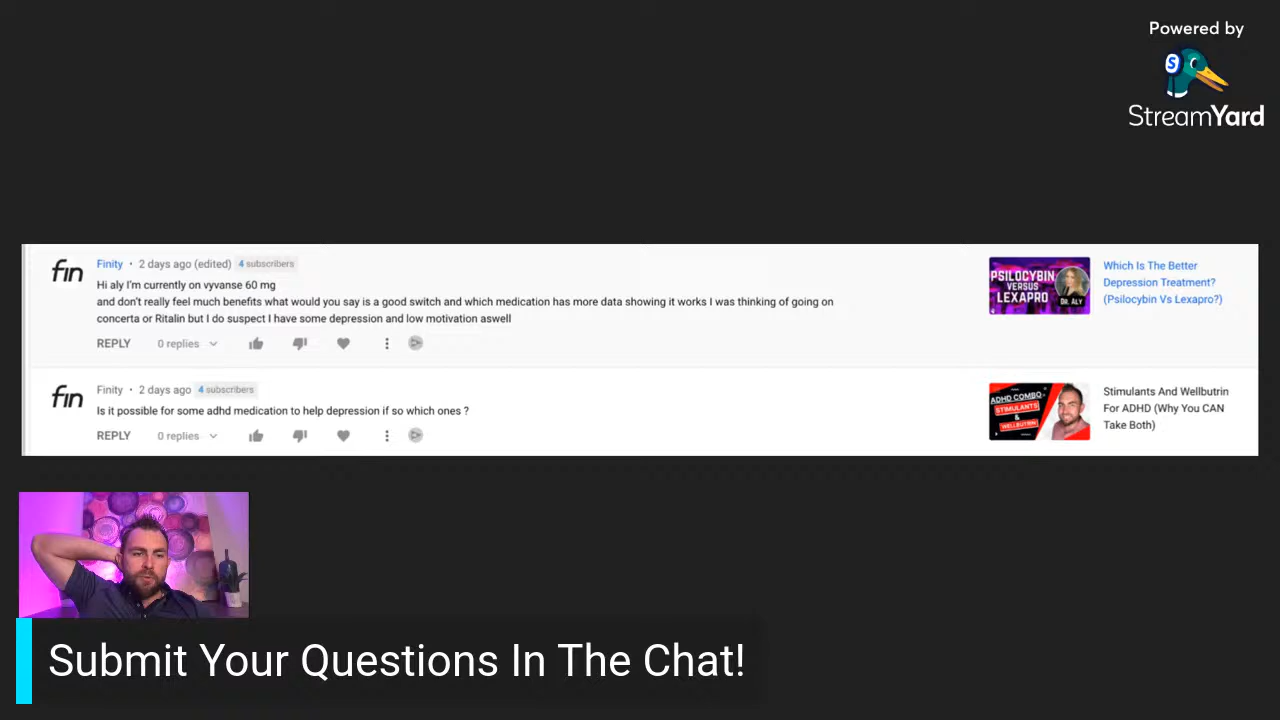 Powered by
StreamYard
fin
Finity • 2 days ago (edited) 4 subscribers
Hi aly I'm currently on vyvanse 60 mg
and don't really feel much benefits what would you say is a good switch and which medication has more data showing it works I was thinking of going on
concerta or Ritalin but I do suspect I have some depression and low motivation aswell
REPLY 0 replies
PSILOCYBIN
VERSUS
LEXAPRO
DR. ALY
Which Is The Better
Depression Treatment?
(Psilocybin Vs Lexapro?)
fin
Finity • 2 days ago 4 subscribers
Is it possible for some adhd medication to help depression if so which ones ?
REPLY 0 replies
ADHD COMBO
STIMULANTS
&
WELLBUTRIN
Stimulants And Wellbutrin
For ADHD (Why You CAN
Take Both)
Submit Your Questions In The Chat!